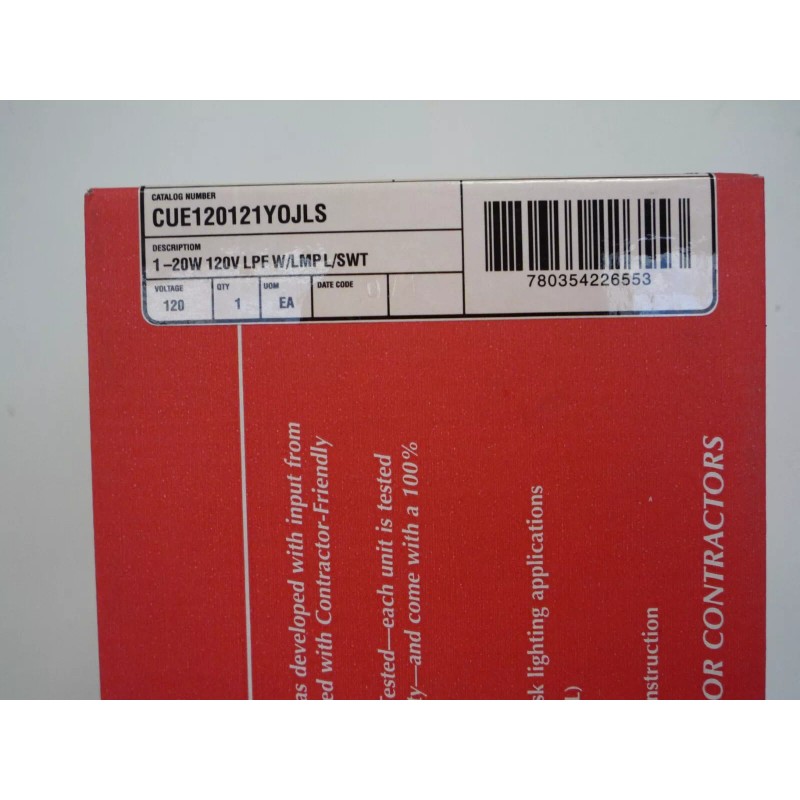 CATALOG NUMBER
CUE120121YOJLS
DESCRIPTIOM
1-20W 120V LPF W/LMP L/SWT
VOLTAGE
120
QTY
1
UOM
EA
DATE CODE
780354226553
as developed with input from
ed with Contractor-Friendly
Tested—each unit is tested
ty—and come with a 100%
sk lighting applications
L)
nstruction
OR CONTRACTORS